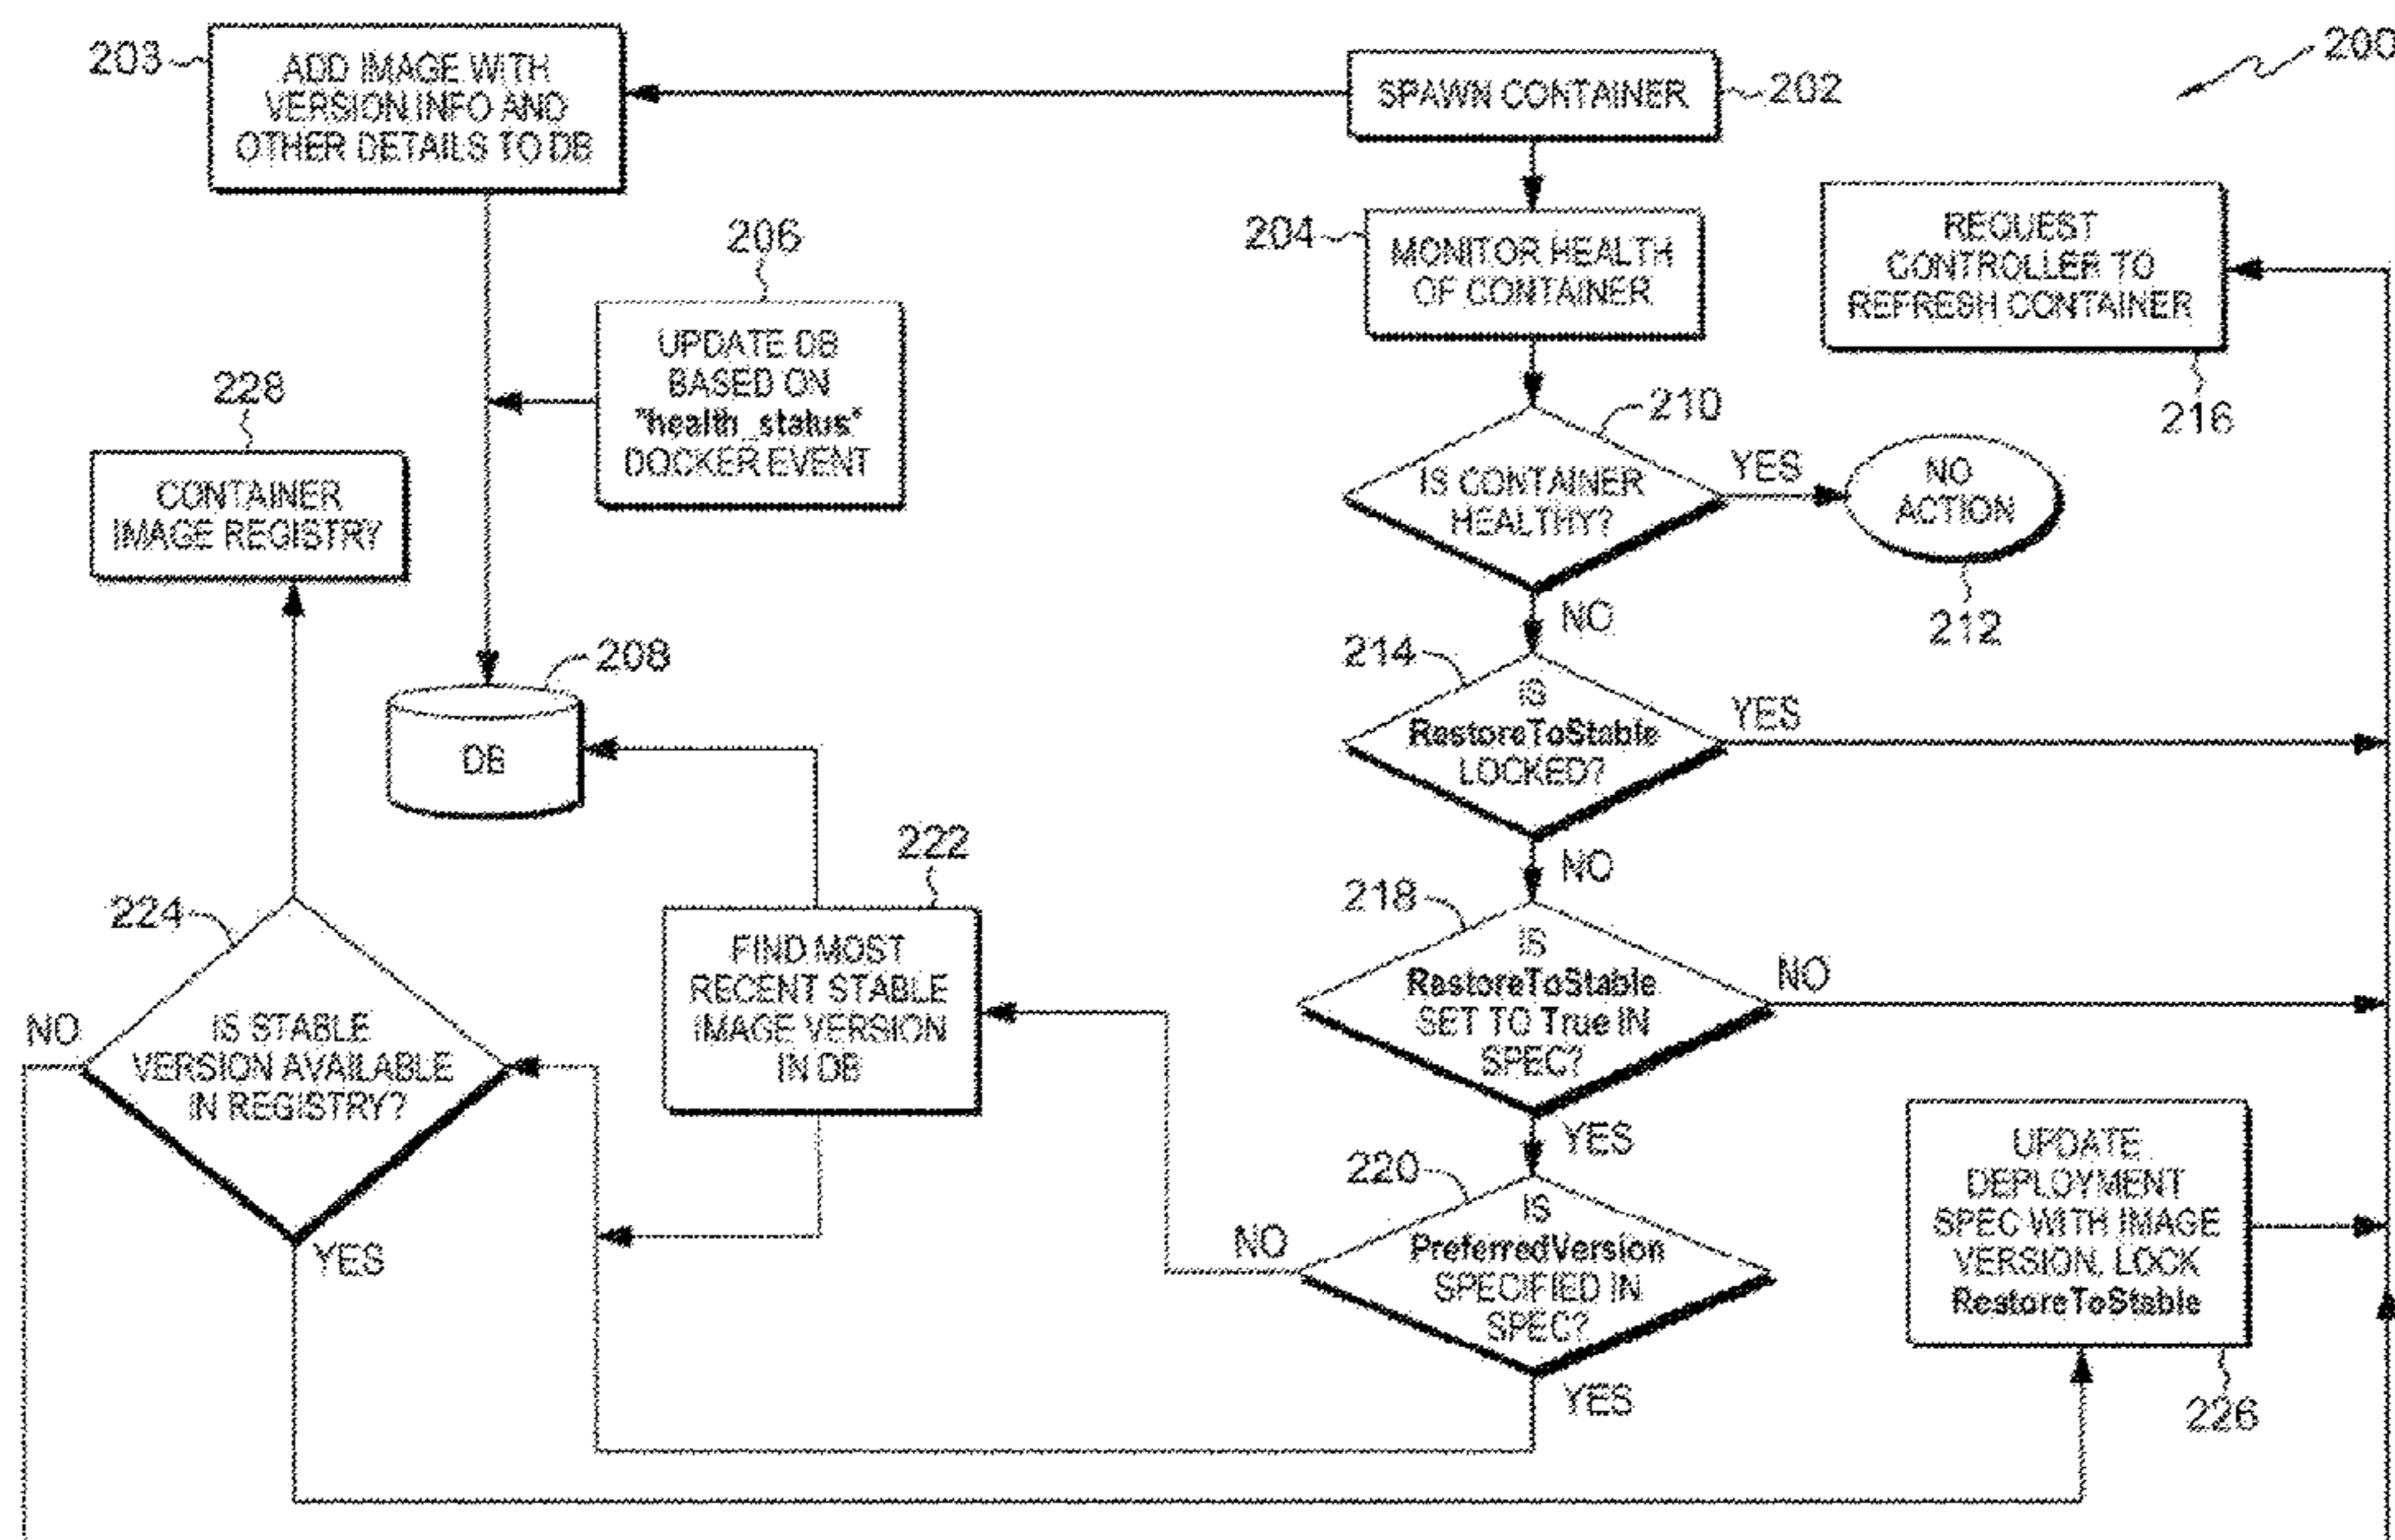 203
ADD IMAGE WITH
VERSION INFO AND
OTHER DETAILS TO DB
SPAWN CONTAINER
202
200
206
UPDATE DB
BASED ON
"health_status"
DOCKER EVENT
204
MONITOR HEALTH
OF CONTAINER
REQUEST
CONTROLLER TO
REFRESH CONTAINER
216
228
CONTAINER
IMAGE REGISTRY
210
IS CONTAINER
HEALTHY?
YES
NO
ACTION
212
NO
208
DB
214
IS
RestoreToStable
LOCKED?
YES
NO
218
IS
RestoreToStable
SET TO True IN
SPEC?
NO
YES
222
FIND MOST
RECENT STABLE
IMAGE VERSION
IN DB
224
IS STABLE
VERSION AVAILABLE
IN REGISTRY?
NO
YES
220
IS
PreferredVersion
SPECIFIED IN
SPEC?
NO
YES
UPDATE
DEPLOYMENT
SPEC WITH IMAGE
VERSION, LOCK
RestoreToStable
226